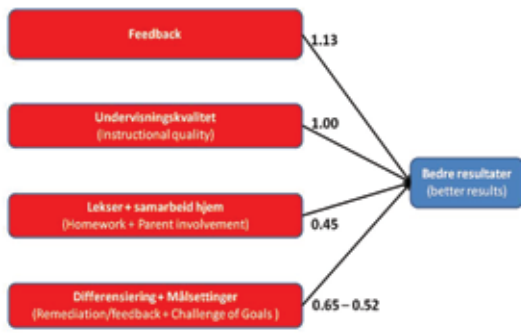 Feedback
1.13
Undervisningskvalitet
(Instructional quality)
1.00
Bedre resultater
(better results)
Lekser + samarbeid hjem
(Homework + Parent involvement)
0.45
Differensiering + Målsettinger
(Remediation/feedback + Challenge of Goals )
0.65 – 0.52